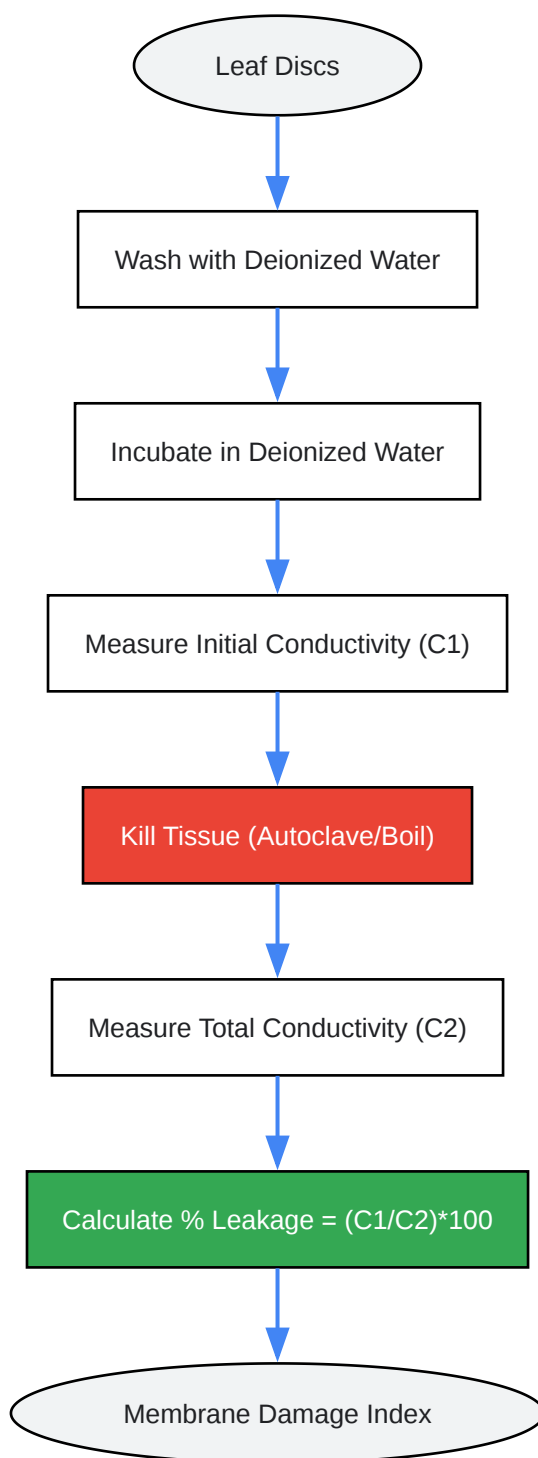 Leaf Discs
Wash with Deionized Water
Incubate in Deionized Water
Measure Initial Conductivity (C1)
Kill Tissue (Autoclave/Boil)
Measure Total Conductivity (C2)
Calculate % Leakage = (C1/C2)*100
Membrane Damage Index